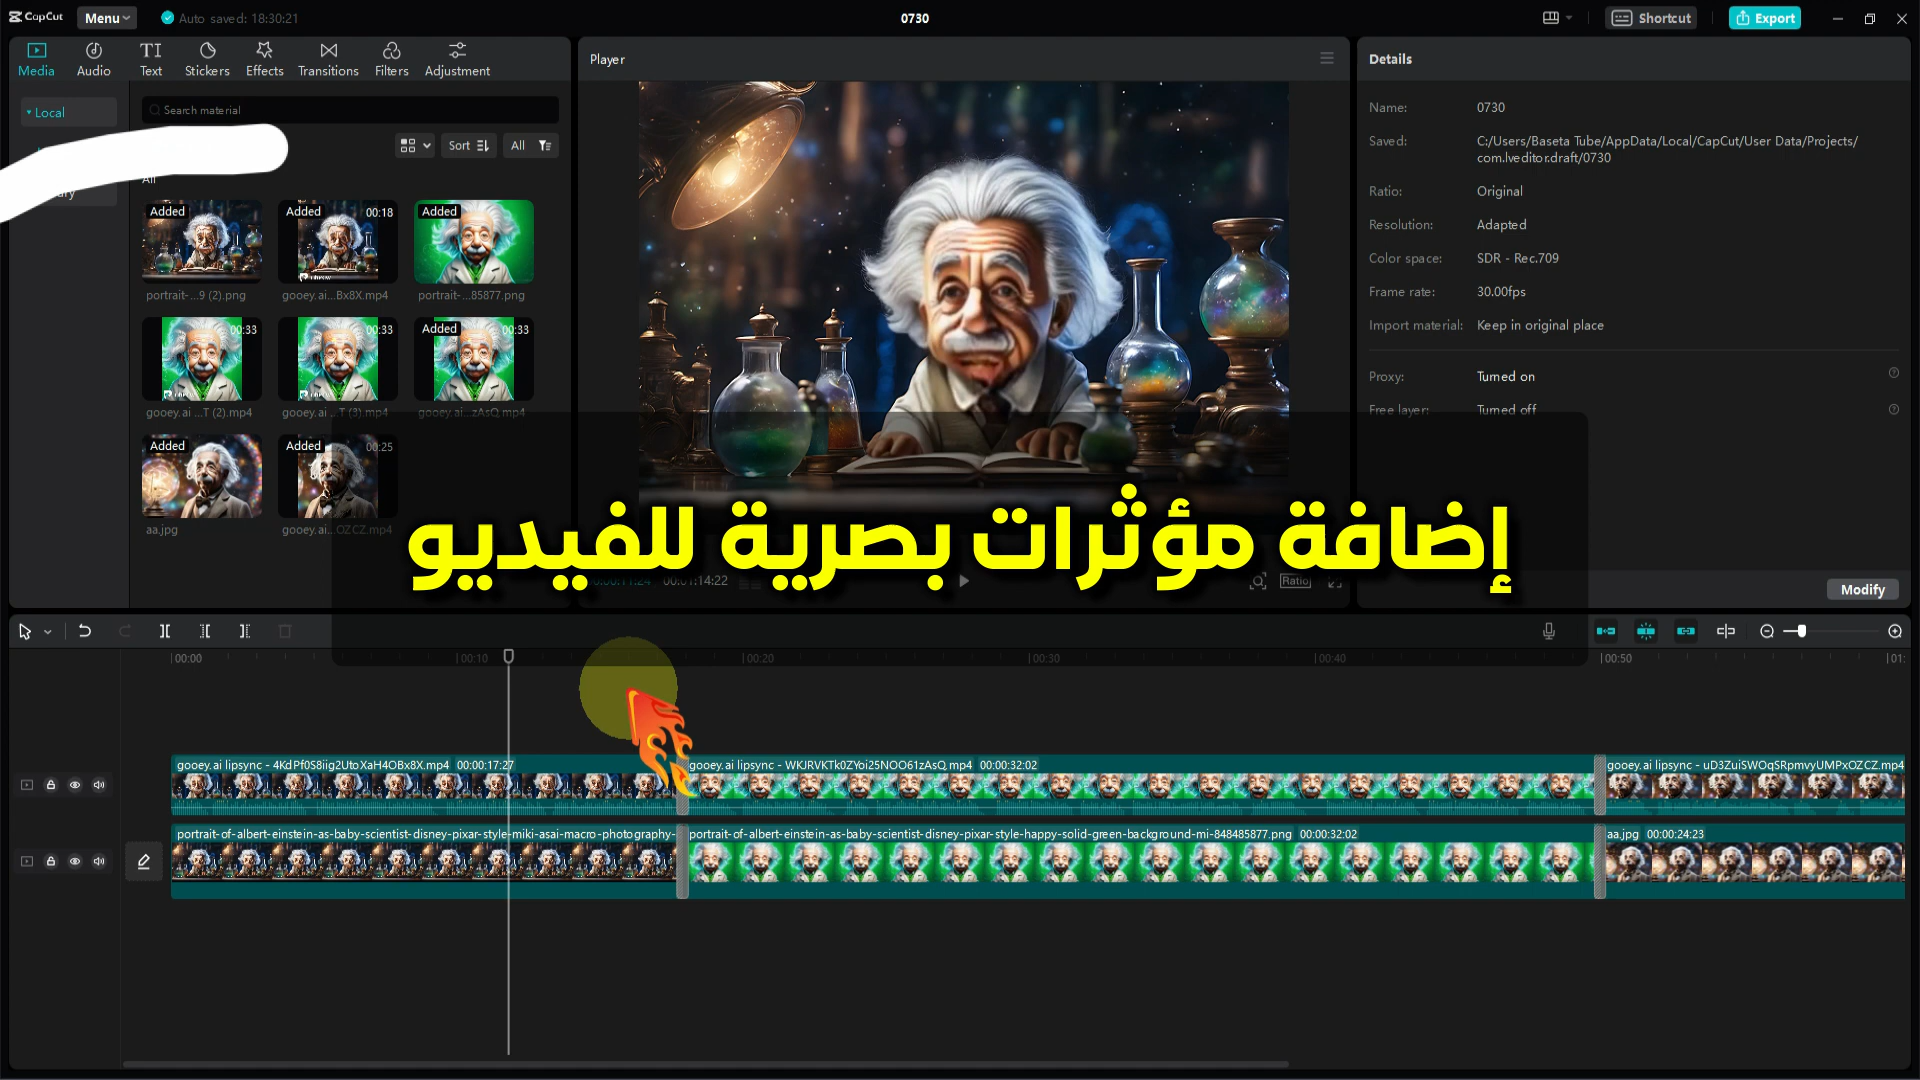 CapCut
Menu
Auto saved: 18:30:21
0730
Shortcut
Export
Media
Audio
Text
Stickers
Effects
Transitions
Filters
Adjustment
Local
Search material
Sort
All
All
Added
Added 00:18
Added
portrait-...9 (2).png
gooey.ai...Bx8X.mp4
portrait-...85877.png
00:33
00:33
Added 00:33
gooey.ai ...T (2).mp4
gooey.ai ...T (3).mp4
gooey.ai...zAsQ.mp4
Added
Added 00:25
aa.jpg
gooey.ai...OZCZ.mp4
Player
إضافة مؤثرات بصرية للفيديو
00:00:11:24
00:01:14:22
Ratio
Details
Name: 0730
Saved: C:/Users/Baseta Tube/AppData/Local/CapCut/User Data/Projects/
com.lveditor.draft/0730
Ratio: Original
Resolution: Adapted
Color space: SDR - Rec.709
Frame rate: 30.00fps
Import material: Keep in original place
Proxy: Turned on
Free layer: Turned off
Modify
00:00
00:10
00:20
00:30
00:40
00:50
01:
gooey.ai lipsync - 4KdPf0S8iig2UtoXaH4OBx8X.mp4 00:00:17:27
gooey.ai lipsync - WKJRVKTk0ZYoi25NOO61zAsQ.mp4 00:00:32:02
gooey.ai lipsync - uD3ZuiSWOqSRpmvyUMPxOZCZ.mp4
portrait-of-albert-einstein-as-baby-scientist-disney-pixar-style-miki-asai-macro-photography-
portrait-of-albert-einstein-as-baby-scientist-disney-pixar-style-happy-solid-green-background-mi-848485877.png 00:00:32:02
aa.jpg 00:00:24:23